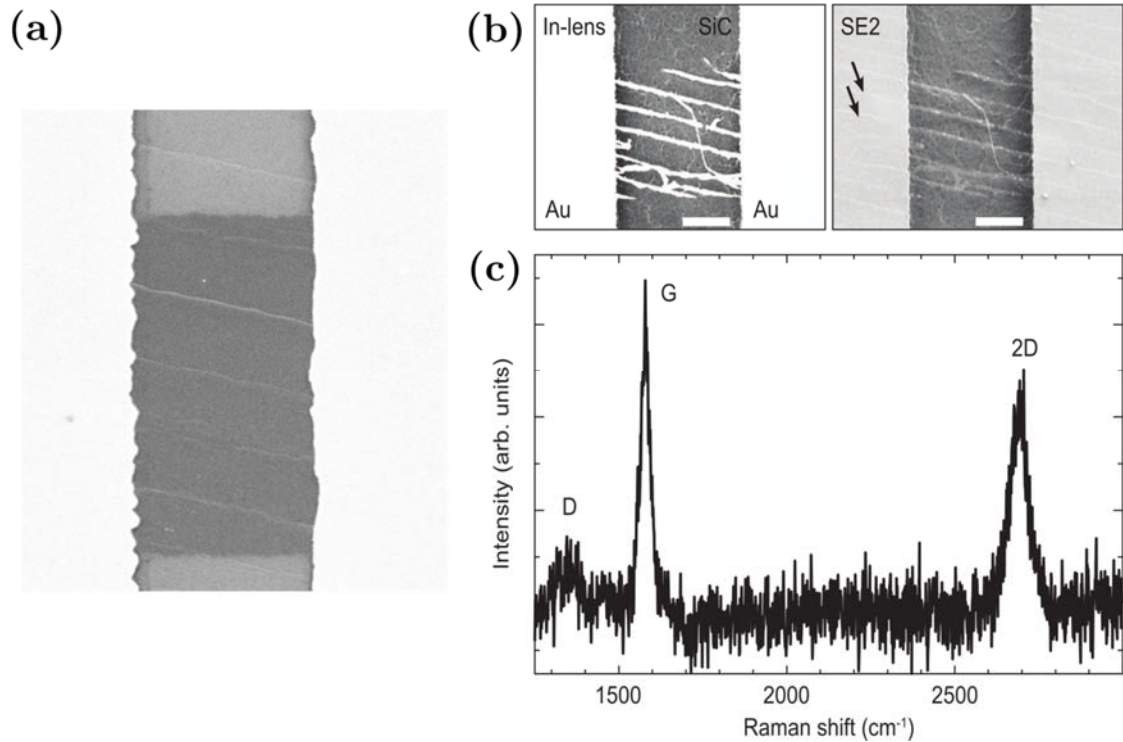 (a)
(b)
In-lens SiC
Au Au
SE2
(c)
G
2D
D
Intensity (arb. units)
1500 2000 2500
Raman shift (cm⁻¹)